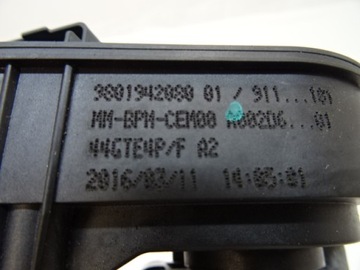 9801942080 01 / 911...101
MM-BPM-CEM00 A002D6...01
44GTE4P/F A2
2016/03/11 14:05:01